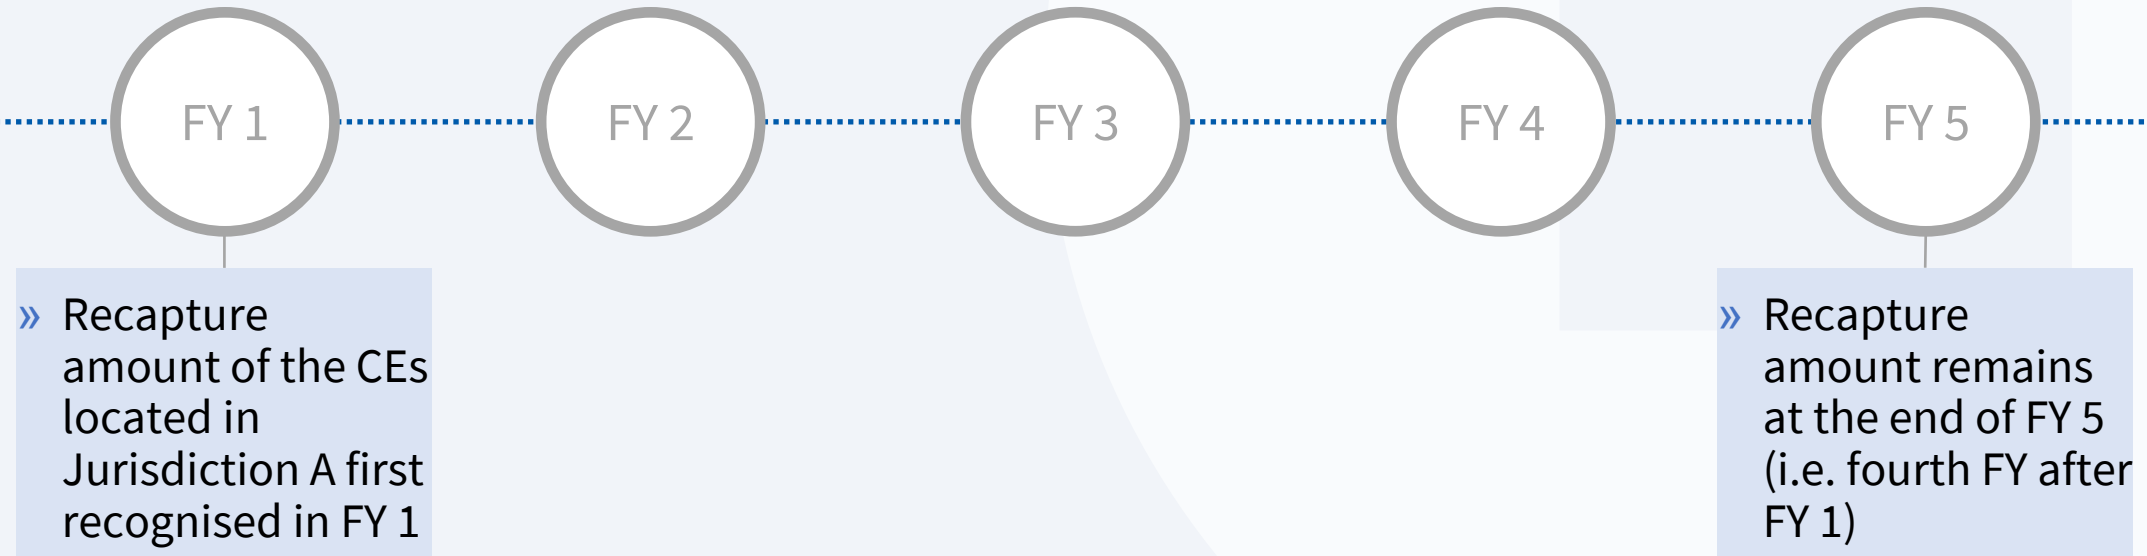 FY 1
FY 2
FY 3
FY 4
FY 5
» Recapture
amount of the CEs
located in
Jurisdiction A first
recognised in FY 1
» Recapture
amount remains
at the end of FY 5
(i.e. fourth FY after
FY 1)